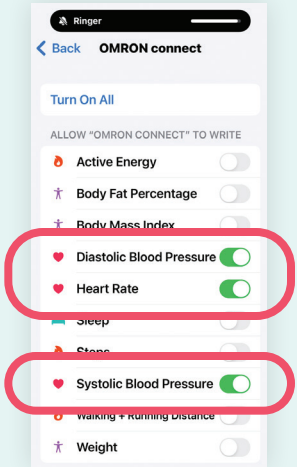 Ringer
Back OMRON connect
Turn On All
ALLOW "OMRON CONNECT" TO WRITE
Active Energy
Body Fat Percentage
Body Mass Index
Diastolic Blood Pressure
Heart Rate
Sleep
Steps
Systolic Blood Pressure
Walking + Running Distance
Weight